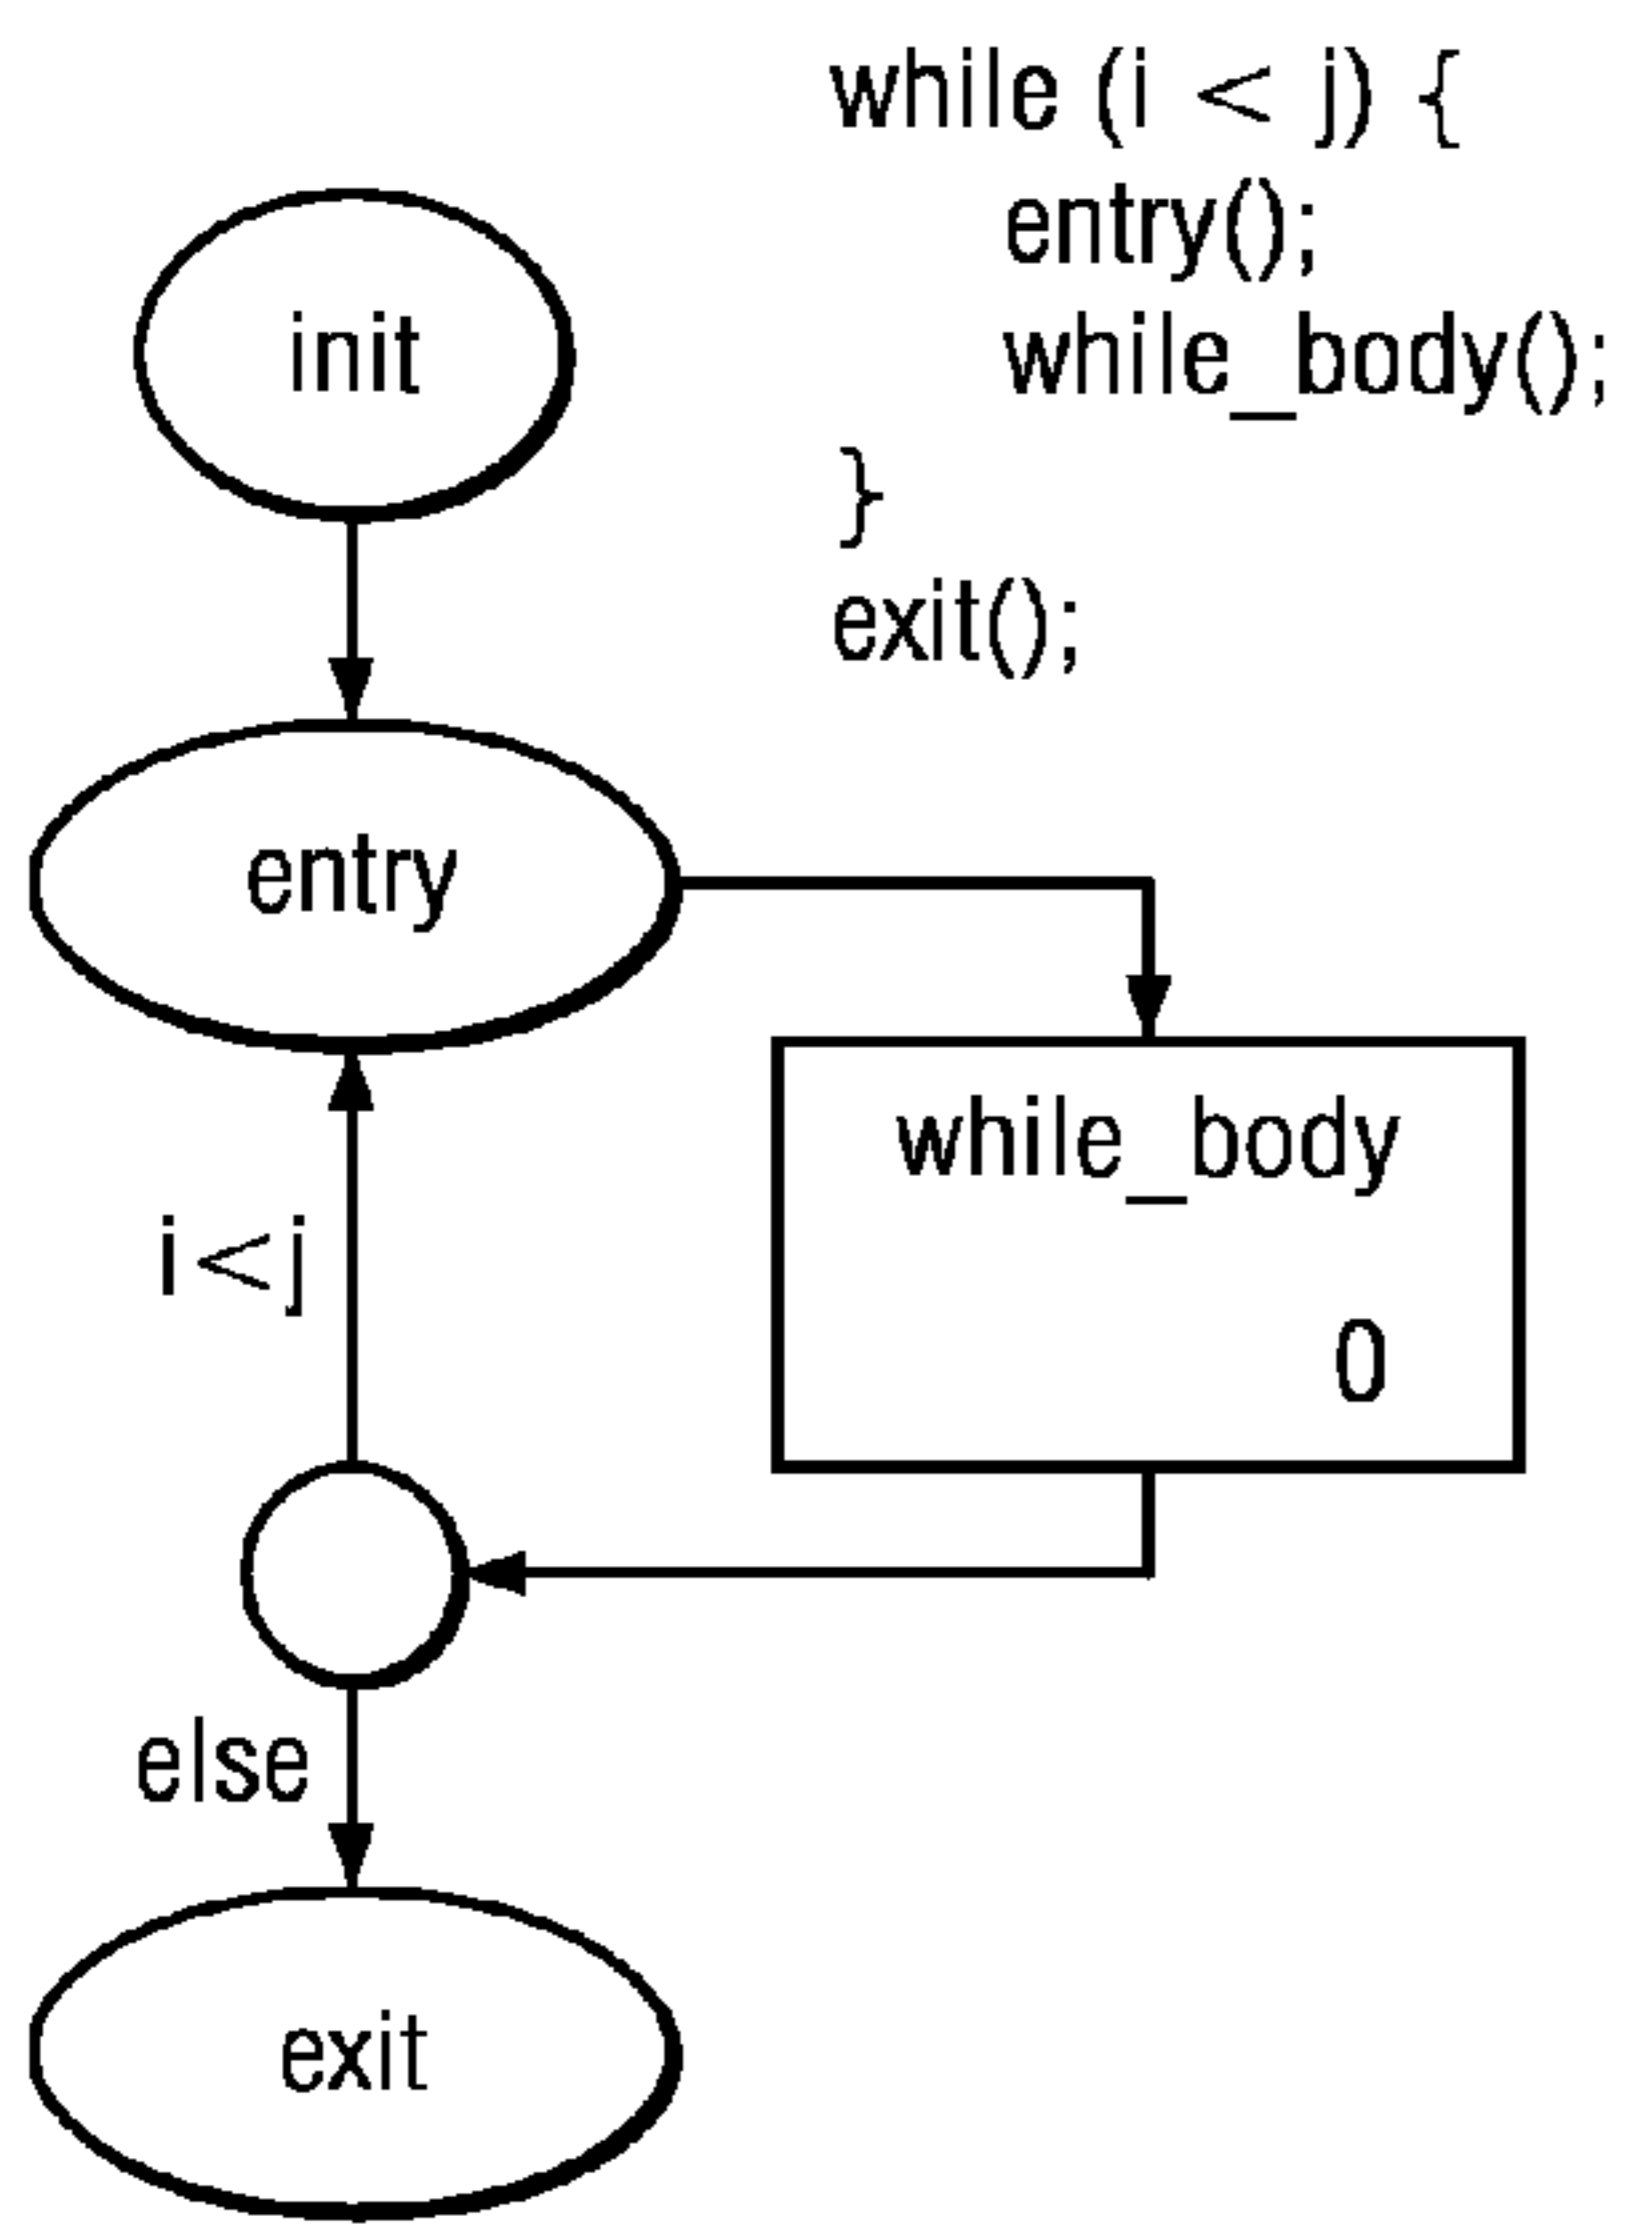 while (i < j) {
entry();
while_body();
}
exit();
init
entry
while_body
0
i<j
else
exit